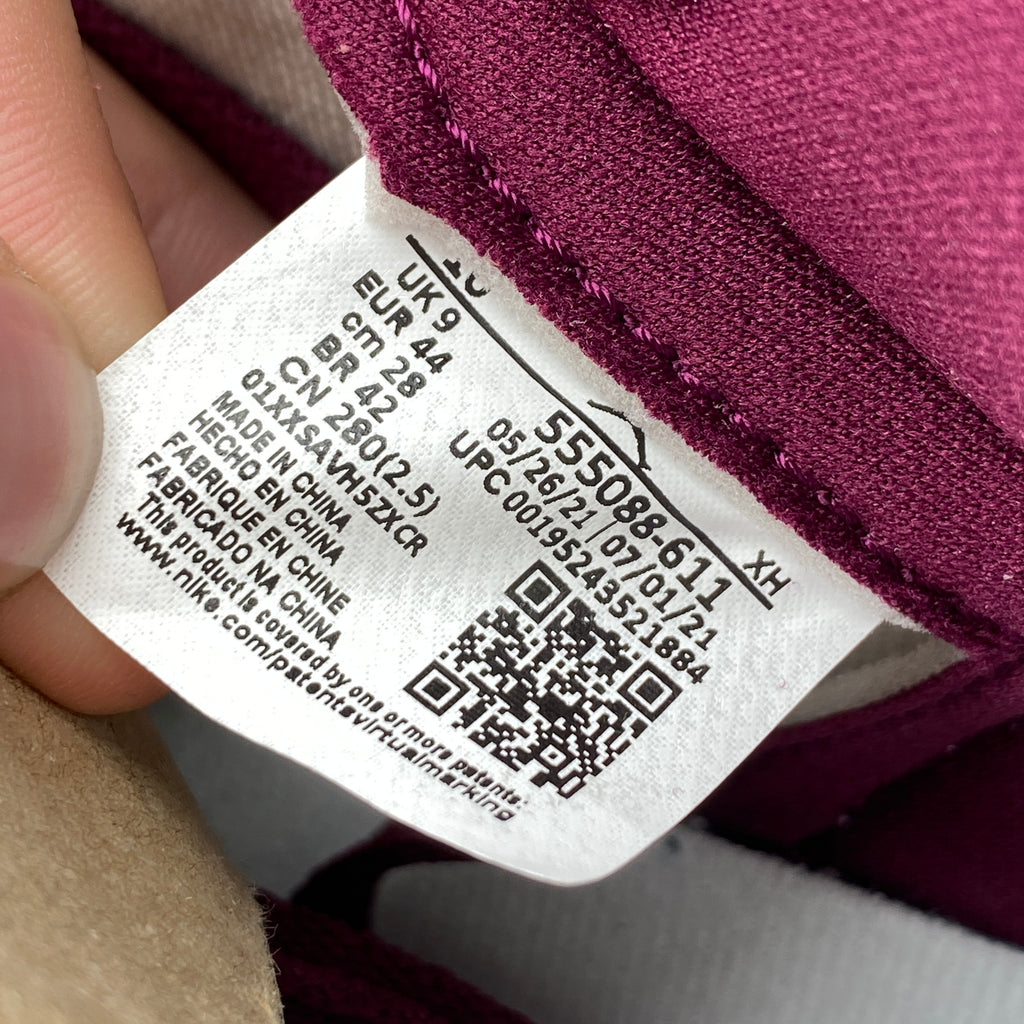 UK 9
EUR 44
cm 28
BR 42
CN 280(2.5)
01XXSAVH5ZXCR
MADE IN CHINA
HECHO EN CHINA
FABRIQUE EN CHINE
FABRICADO NA CHINA
This product is covered by one or more patents:
www.nike.com/patentsvirtualmarking
XH
555088-611
05/26/21 | 07/01/21
UPC 00195243521884